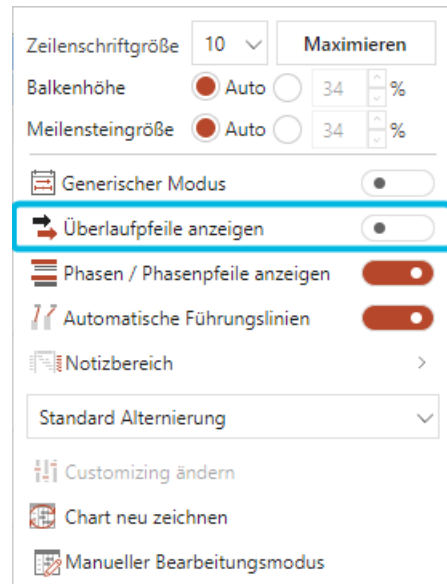 Zeilenschriftgröße 10 Maximieren
Balkenhöhe Auto 34 %
Meilensteingröße Auto 34 %
Generischer Modus
Überlaufpfeile anzeigen
Phasen / Phasenpfeile anzeigen
Automatische Führungslinien
Notizbereich
Standard Alternierung
Customizing ändern
Chart neu zeichnen
Manueller Bearbeitungsmodus